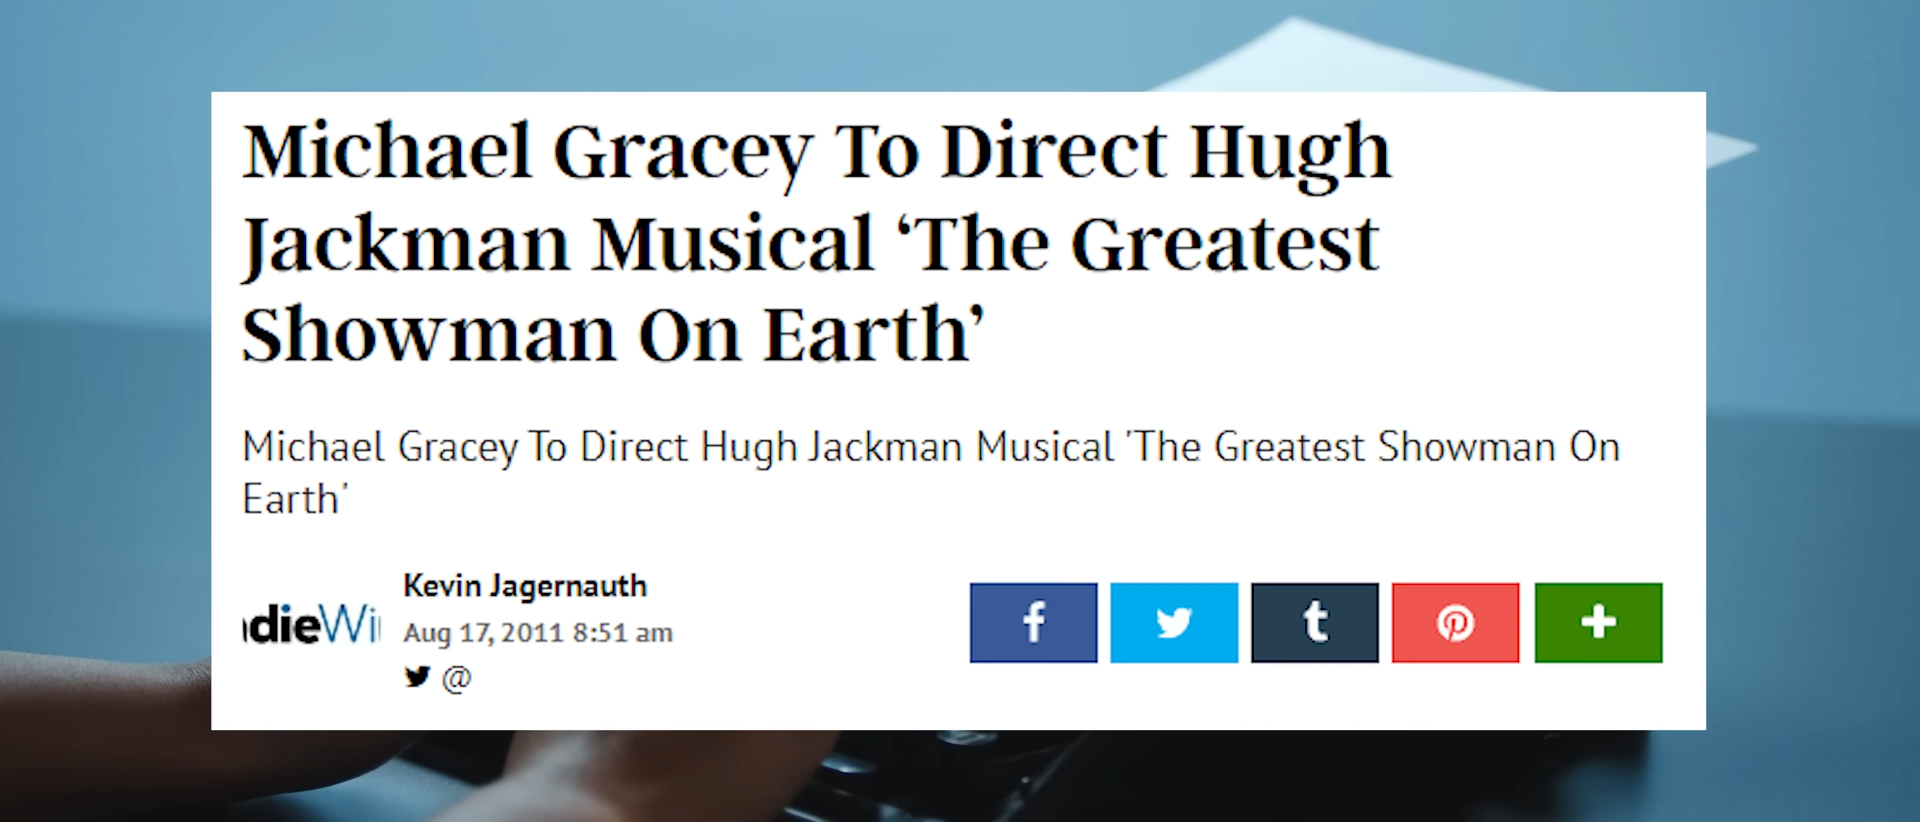 Michael Gracey To Direct Hugh
Jackman Musical ‘The Greatest
Showman On Earth’
Michael Gracey To Direct Hugh Jackman Musical 'The Greatest Showman On
Earth'
Kevin Jagernauth
dieWi
Aug 17, 2011 8:51 am
@